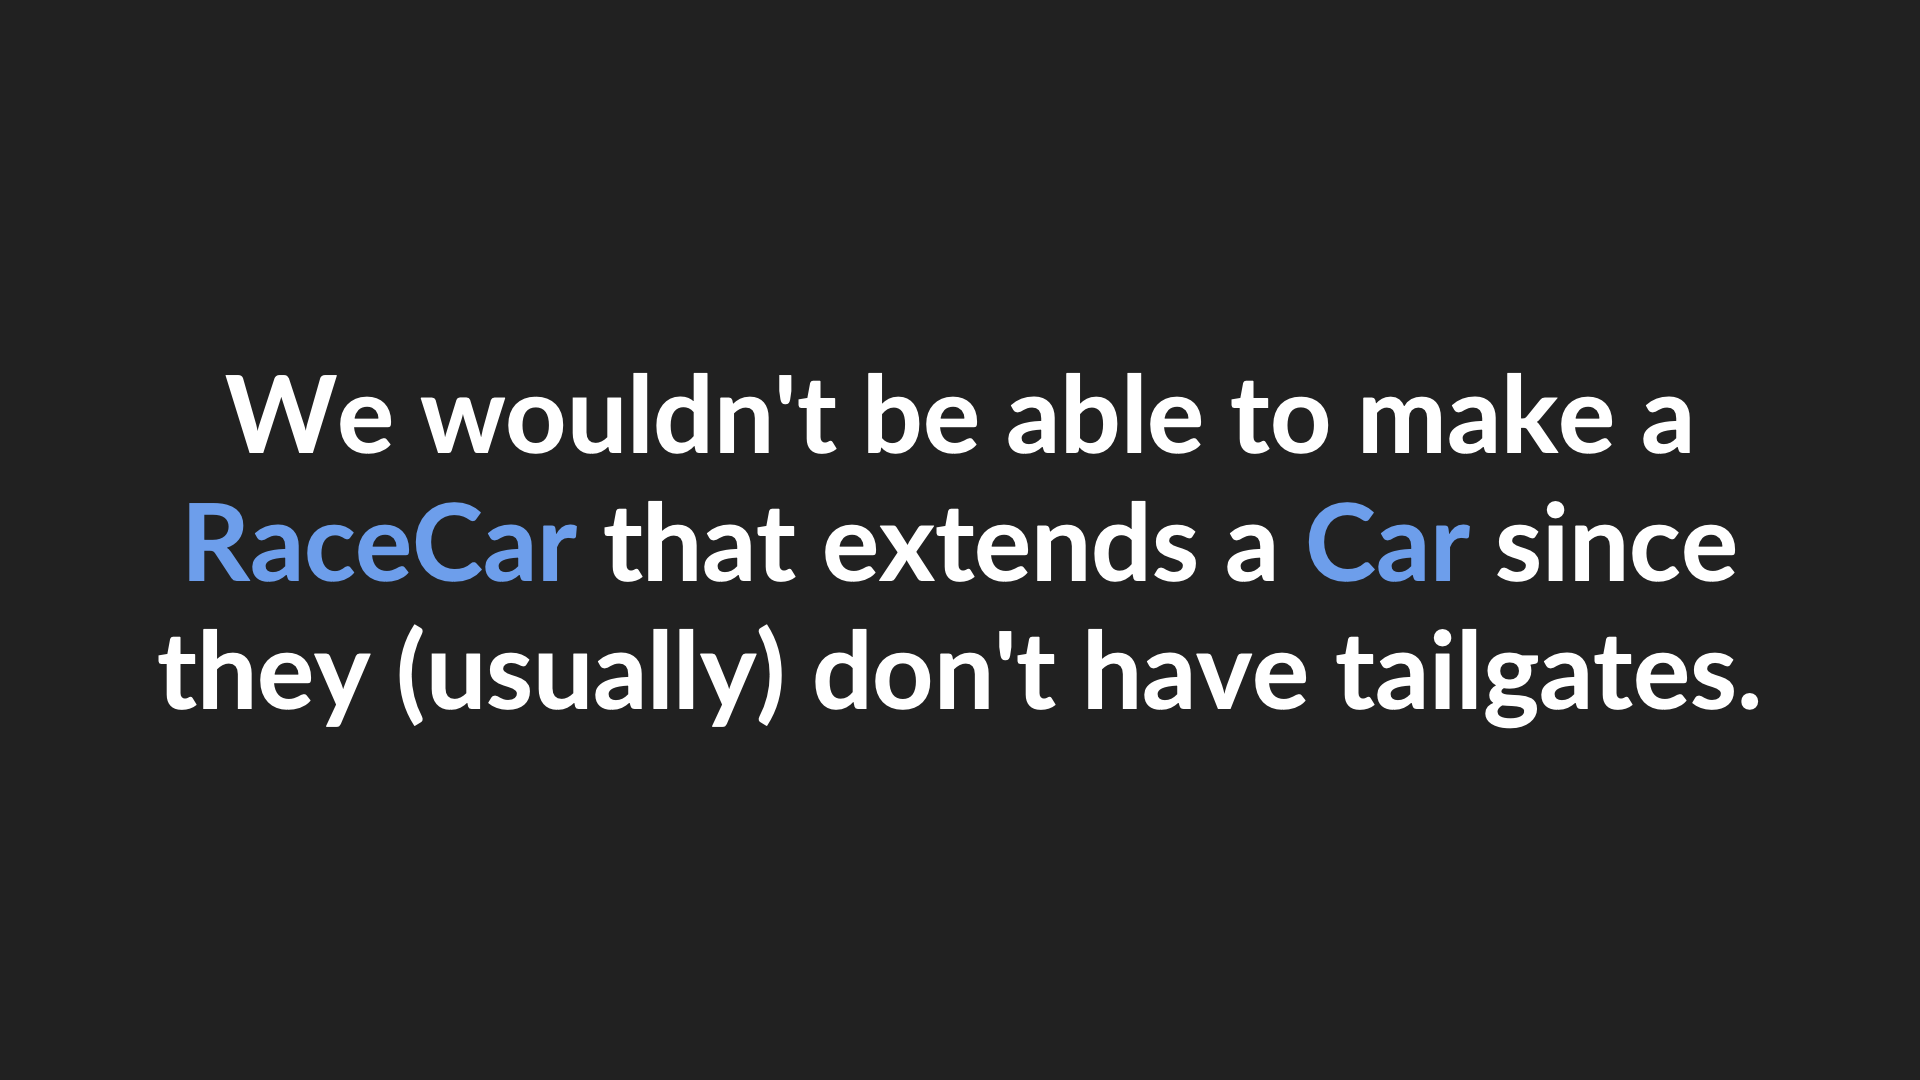 We wouldn't be able to make a
RaceCar that extends a Car since
they (usually) don't have tailgates.